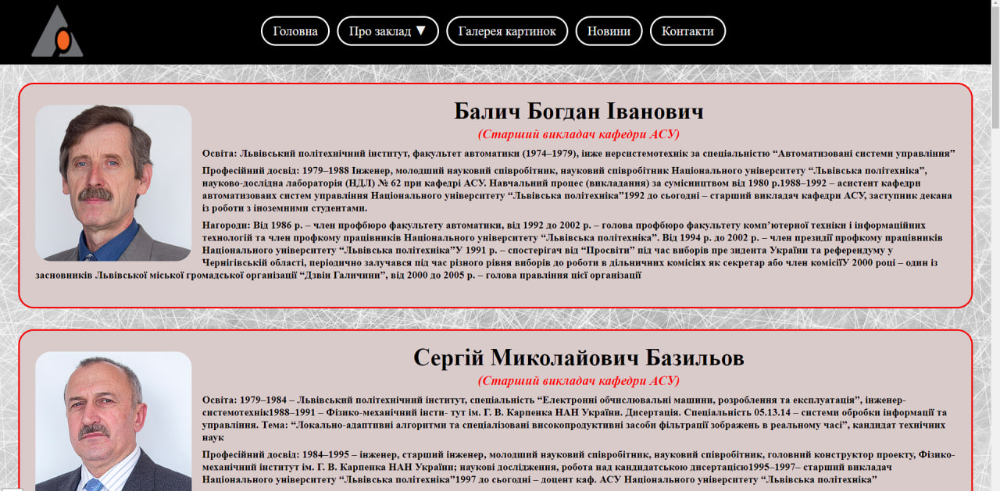 Головна
Про заклад ▼
Галерея картинок
Новини
Контакти
Балич Богдан Іванович
(Старший викладач кафедри АСУ)
Освіта: Львівський політехнічний інститут, факультет автоматики (1974–1979), інже нерсистемотехнік за спеціальністю “Автоматизовані системи управління”
Професійний досвід: 1979–1988 Інженер, молодший науковий співробітник, науковий співробітник Національного університету “Львівська політехніка”,
науково-дослідна лабораторія (НДЛ) № 62 при кафедрі АСУ. Навчальний процес (викладання) за сумісництвом від 1980 р.1988–1992 – асистент кафедри
автоматизоваих систем управління Національного університету “Львівська політехніка”1992 до сьогодні – старший викладач кафедри АСУ, заступник декана
із роботи з іноземними студентами.
Нагороди: Від 1986 р. – член профбюро факультету автоматики, від 1992 до 2002 р. – голова профбюро факультету комп’ютерної техніки і інформаційних
технологій та член профкому працівників Національного університету “Львівська політехніка”. Від 1994 р. до 2002 р. – член президії профкому працівників
Національного університету “Львівська політехніка”У 1991 р. – спостерігач від “Просвіти” під час виборів пре зидента України та референдуму у
Чернігівській області, періодично залучався під час різного рівня виборів до роботи в дільничних комісіях як секретар або член комісіїУ 2000 році – один із
засновників Львівської міської громадської організації “Дзвін Галичини”, від 2000 до 2005 р. – голова правління цієї організації
Сергій Миколайович Базильов
(Старший викладач кафедри АСУ)
Освіта: 1979–1984 – Львівський політехнічний інститут, спеціальність “Електронні обчислювальні машини, розроблення та експлуатація”, інженер-
системотехнік1988–1991 – Фізико-механічний інсти- тут ім. Г. В. Карпенка НАН України. Дисертація. Спеціальність 05.13.14 – системи обробки інформації та
управління. Тема: “Локально-адаптивні алгоритми та спеціалізовані високопродуктивні засоби фільтрації зображень в реальному часі”, кандидат технічних
наук
Професійний досвід: 1984–1995 – інженер, старший інженер, молодший науковий співробітник, науковий співробітник, головний конструктор проекту, Фізико-
механічний інститут ім. Г. В. Карпенка НАН України; наукові дослідження, робота над кандидатською дисертацією1995–1997– старший викладач
Національного університету “Львівська політехніка”1997 до сьогодні – доцент каф. АСУ Національного університету “Львівська політехніка”